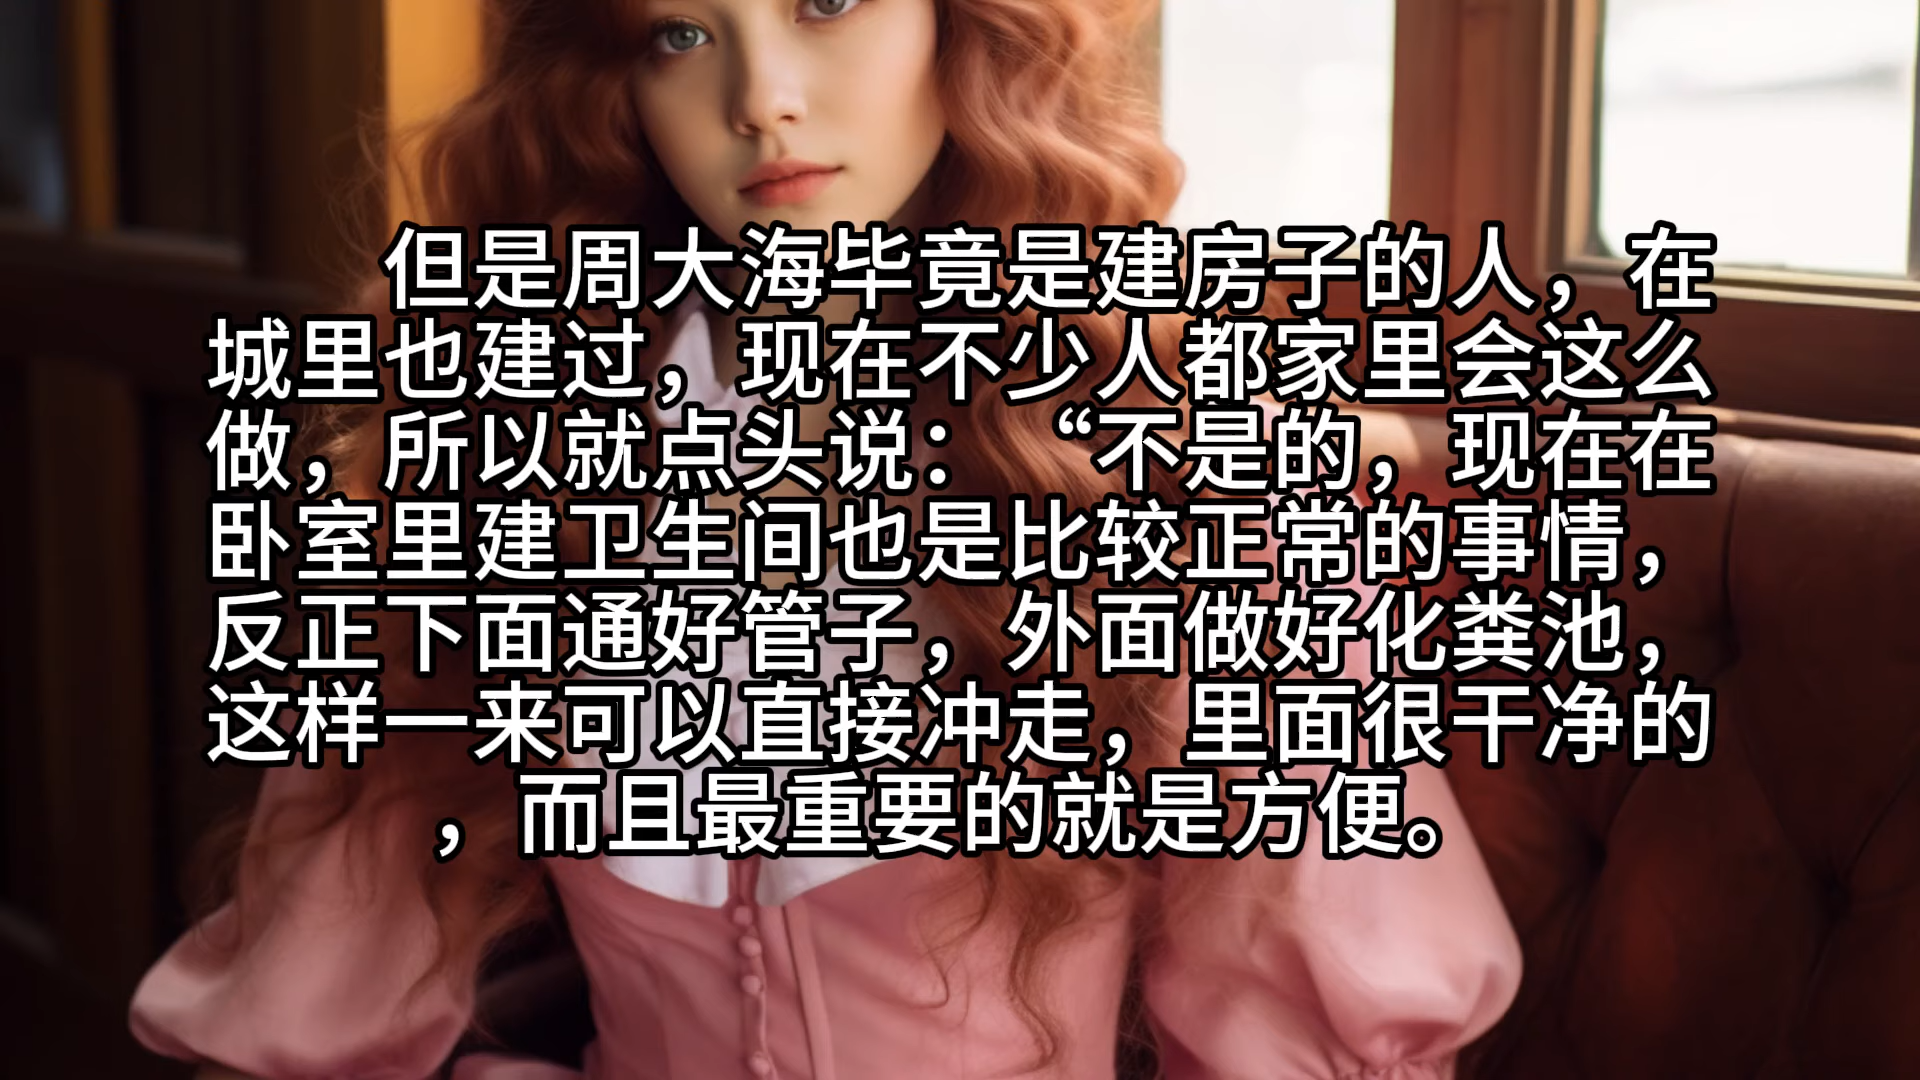 但是周大海毕竟是建房子的人，在
城里也建过，现在不少人都家里会这么
做，所以就点头说：“不是的，现在在
卧室里建卫生间也是比较正常的事情，
反正下面通好管子，外面做好化粪池，
这样一来可以直接冲走，里面很干净的
，而且最重要的就是方便。